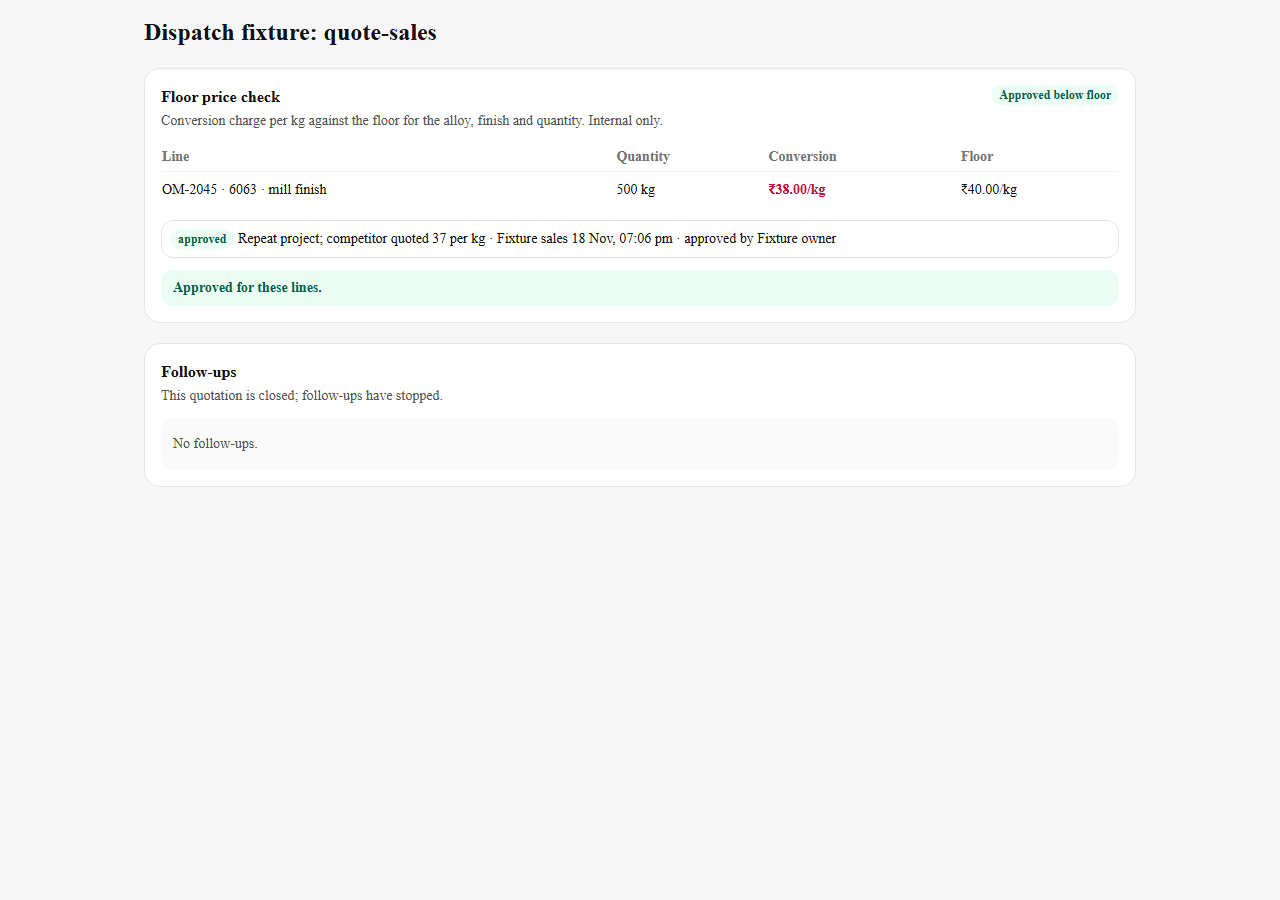 Dispatch fixture: quote-sales
Floor price check
Approved below floor
Conversion charge per kg against the floor for the alloy, finish and quantity. Internal only.
Line Quantity Conversion Floor
OM-2045 · 6063 · mill finish 500 kg ₹38.00/kg ₹40.00/kg
approved Repeat project; competitor quoted 37 per kg · Fixture sales 18 Nov, 07:06 pm · approved by Fixture owner
Approved for these lines.
Follow-ups
This quotation is closed; follow-ups have stopped.
No follow-ups.